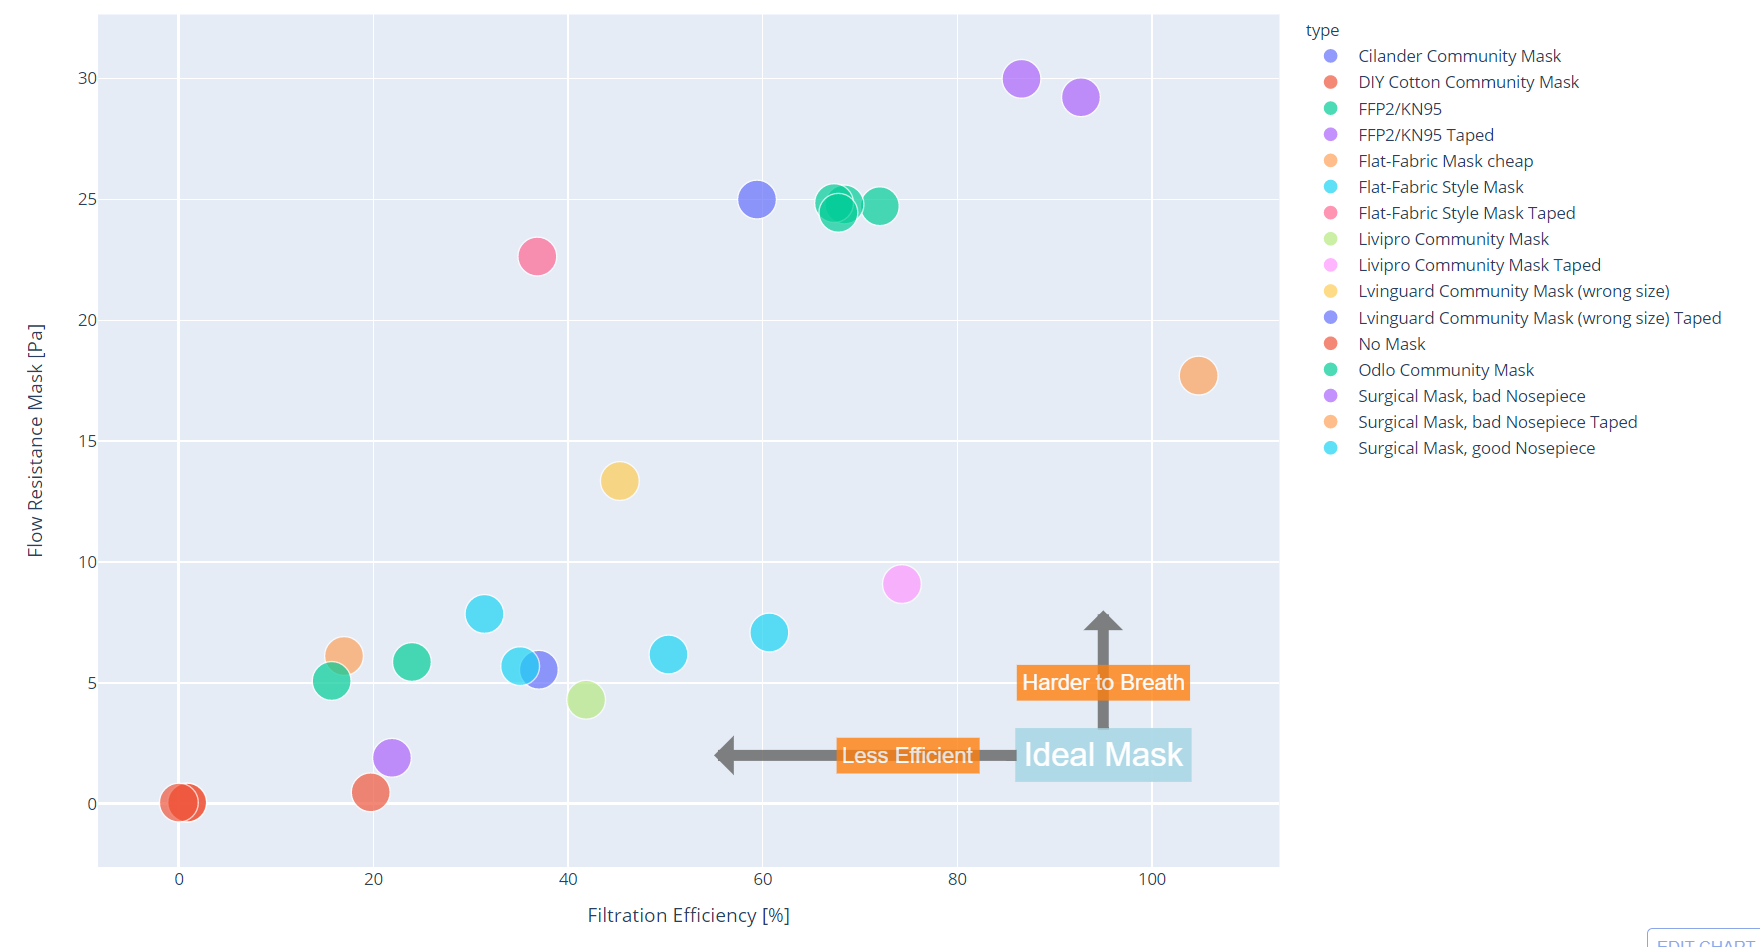 type
Cilander Community Mask
DIY Cotton Community Mask
FFP2/KN95
FFP2/KN95 Taped
Flat-Fabric Mask cheap
Flat-Fabric Style Mask
Flat-Fabric Style Mask Taped
Livipro Community Mask
Livipro Community Mask Taped
Lvinguard Community Mask (wrong size)
Lvinguard Community Mask (wrong size) Taped
No Mask
Odlo Community Mask
Surgical Mask, bad Nosepiece
Surgical Mask, bad Nosepiece Taped
Surgical Mask, good Nosepiece
Flow Resistance Mask [Pa]
30
25
20
15
10
5
0
Harder to Breath
Less Efficient
Ideal Mask
0 20 40 60 80 100
Filtration Efficiency [%]
EDIT CHART